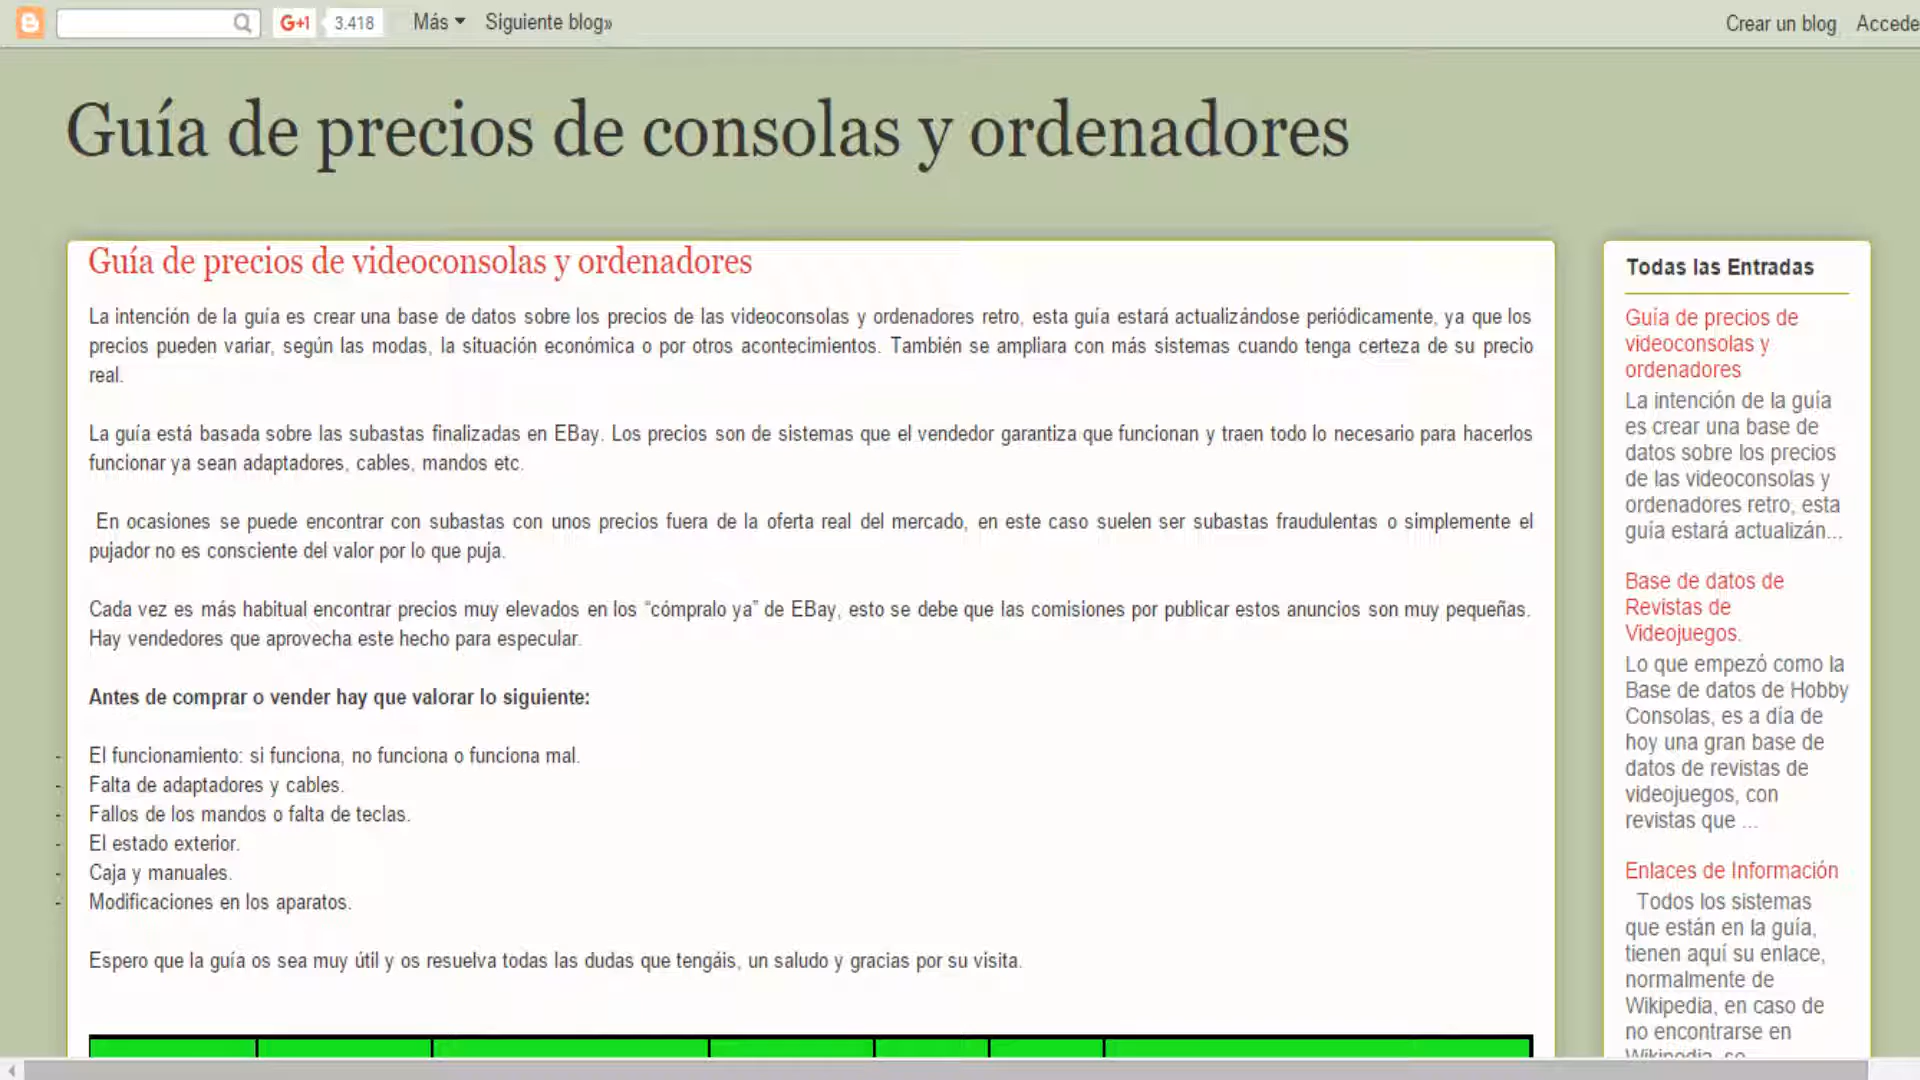 G+1 3.418 Más Siguiente blog» Crear un blog Accede
Guía de precios de consolas y ordenadores
Guía de precios de videoconsolas y ordenadores
La intención de la guía es crear una base de datos sobre los precios de las videoconsolas y ordenadores retro, esta guía estará actualizándose periódicamente, ya que los
precios pueden variar, según las modas, la situación económica o por otros acontecimientos. También se ampliara con más sistemas cuando tenga certeza de su precio
real.
La guía está basada sobre las subastas finalizadas en EBay. Los precios son de sistemas que el vendedor garantiza que funcionan y traen todo lo necesario para hacerlos
funcionar ya sean adaptadores, cables, mandos etc.
En ocasiones se puede encontrar con subastas con unos precios fuera de la oferta real del mercado, en este caso suelen ser subastas fraudulentas o simplemente el
pujador no es consciente del valor por lo que puja.
Cada vez es más habitual encontrar precios muy elevados en los “cómpralo ya” de EBay, esto se debe que las comisiones por publicar estos anuncios son muy pequeñas.
Hay vendedores que aprovecha este hecho para especular.
Antes de comprar o vender hay que valorar lo siguiente:
- El funcionamiento: si funciona, no funciona o funciona mal.
- Falta de adaptadores y cables.
- Fallos de los mandos o falta de teclas.
- El estado exterior.
- Caja y manuales.
- Modificaciones en los aparatos.
Espero que la guía os sea muy útil y os resuelva todas las dudas que tengáis, un saludo y gracias por su visita.
Todas las Entradas
Guía de precios de
videoconsolas y
ordenadores
La intención de la guía
es crear una base de
datos sobre los precios
de las videoconsolas y
ordenadores retro, esta
guía estará actualizán...
Base de datos de
Revistas de
Videojuegos.
Lo que empezó como la
Base de datos de Hobby
Consolas, es a día de
hoy una gran base de
datos de revistas de
videojuegos, con
revistas que ...
Enlaces de Información
Todos los sistemas
que están en la guía,
tienen aquí su enlace,
normalmente de
Wikipedia, en caso de
no encontrarse en
Wikipedia, se